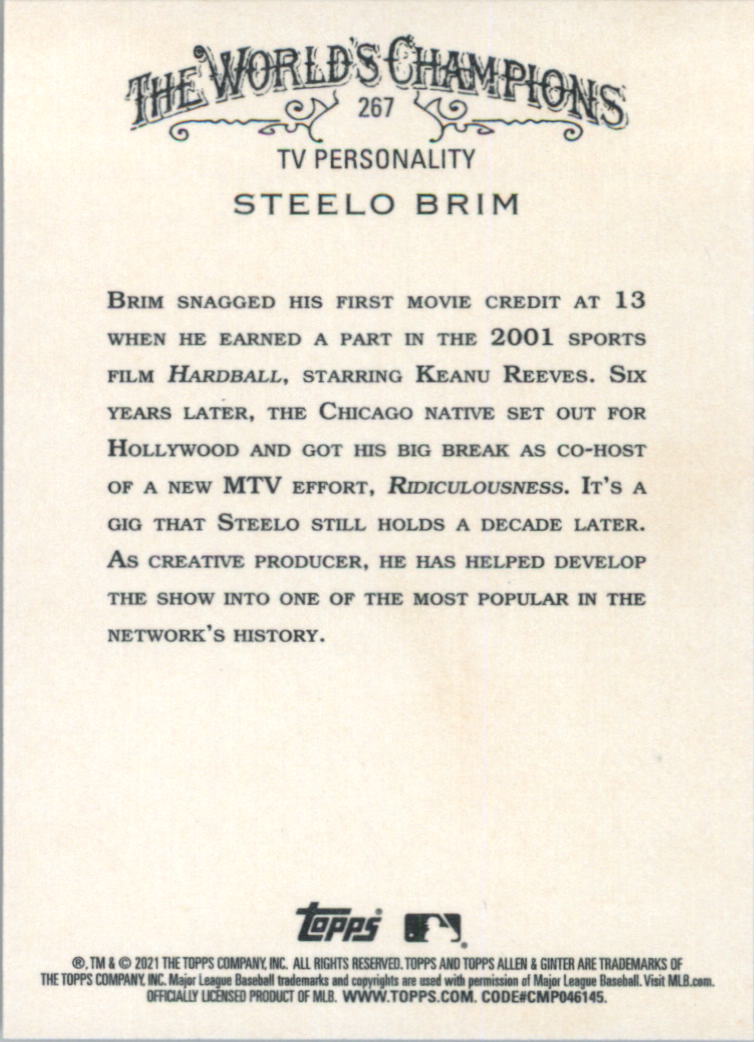 THE WORLD'S CHAMPIONS
267
TV PERSONALITY
STEELO BRIM
BRIM SNAGGED HIS FIRST MOVIE CREDIT AT 13
WHEN HE EARNED A PART IN THE 2001 SPORTS
FILM HARDBALL, STARRING KEANU REEVES. SIX
YEARS LATER, THE CHICAGO NATIVE SET OUT FOR
HOLLYWOOD AND GOT HIS BIG BREAK AS CO-HOST
OF A NEW MTV EFFORT, RIDICULOUSNESS. IT'S A
GIG THAT STEELO STILL HOLDS A DECADE LATER.
AS CREATIVE PRODUCER, HE HAS HELPED DEVELOP
THE SHOW INTO ONE OF THE MOST POPULAR IN THE
NETWORK'S HISTORY.
Topps®
®, TM & © 2021 THE TOPPS COMPANY, INC. ALL RIGHTS RESERVED. TOPPS AND TOPPS ALLEN & GINTER ARE TRADEMARKS OF
THE TOPPS COMPANY, INC. Major League Baseball trademarks and copyrights are used with permission of Major League Baseball. Visit MLB.com.
OFFICIALLY LICENSED PRODUCT OF MLB. WWW.TOPPS.COM. CODE#CMP046145.